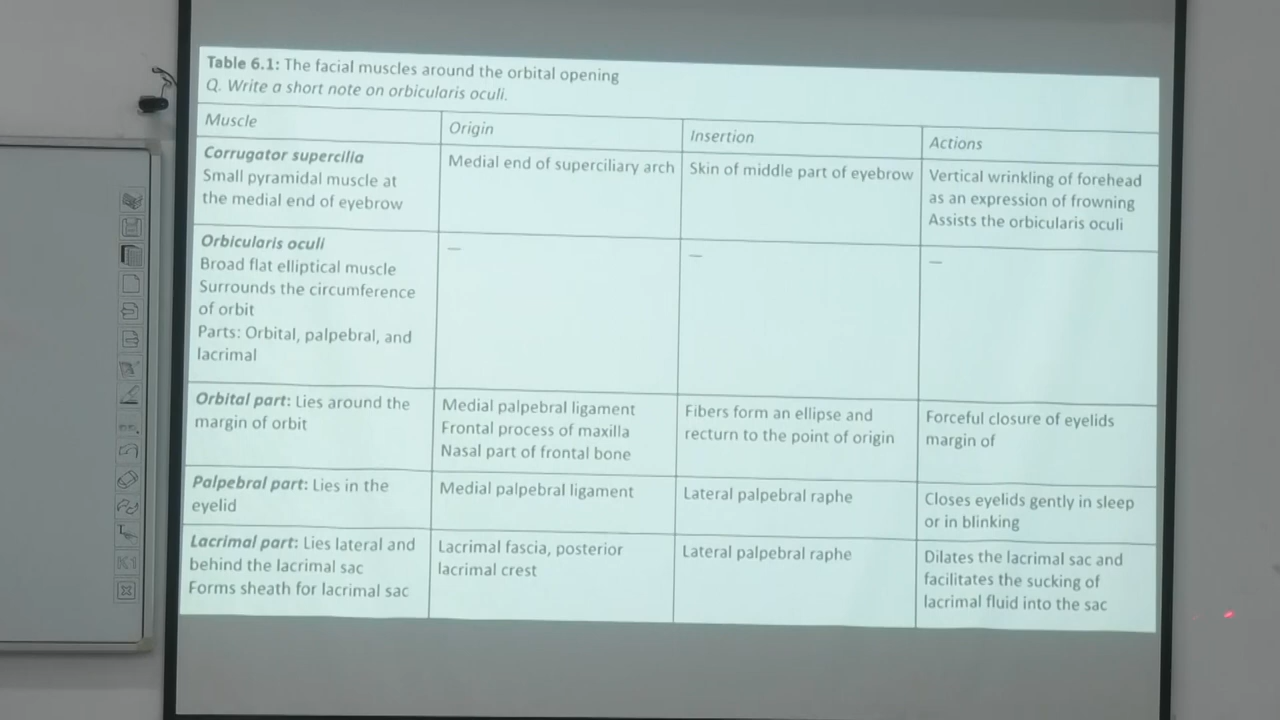 Table 6.1: The facial muscles around the orbital opening
Q. Write a short note on orbicularis oculi.
Muscle
Origin
Insertion
Actions
Corrugator supercilia
Small pyramidal muscle at
the medial end of eyebrow
Medial end of superciliary arch
Skin of middle part of eyebrow
Vertical wrinkling of forehead
as an expression of frowning
Assists the orbicularis oculi
Orbicularis oculi
Broad flat elliptical muscle
Surrounds the circumference
of orbit
Parts: Orbital, palpebral, and
lacrimal
—
—
—
Orbital part: Lies around the
margin of orbit
Medial palpebral ligament
Frontal process of maxilla
Nasal part of frontal bone
Fibers form an ellipse and
recturn to the point of origin
Forceful closure of eyelids
margin of
Palpebral part: Lies in the
eyelid
Medial palpebral ligament
Lateral palpebral raphe
Closes eyelids gently in sleep
or in blinking
Lacrimal part: Lies lateral and
behind the lacrimal sac
Forms sheath for lacrimal sac
Lacrimal fascia, posterior
lacrimal crest
Lateral palpebral raphe
Dilates the lacrimal sac and
facilitates the sucking of
lacrimal fluid into the sac